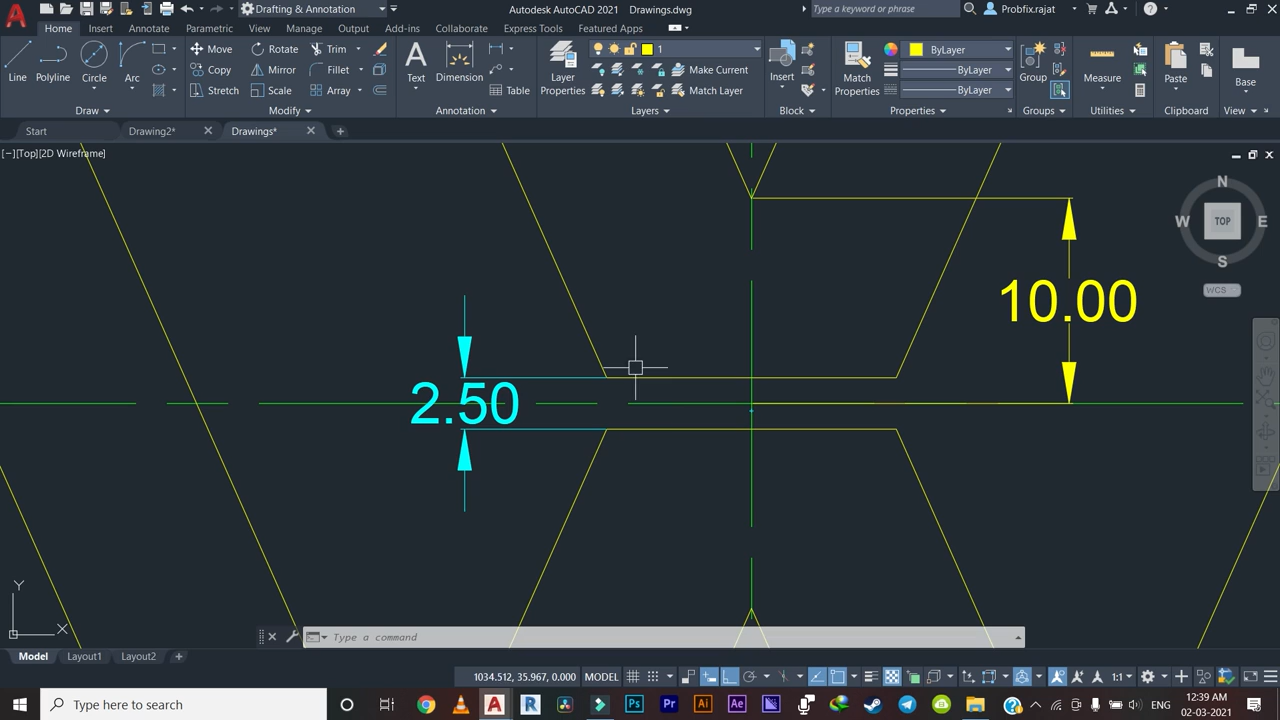 Drafting & Annotation
Autodesk AutoCAD 2021 Drawings.dwg
Type a keyword or phrase
Probfix.rajat
Home Insert Annotate Parametric View Manage Output Add-ins Collaborate Express Tools Featured Apps
Line Polyline Circle Arc
Move Rotate Trim
Copy Mirror Fillet
Stretch Scale Array
Text Dimension Table
Layer Properties
1
Make Current
Match Layer
Insert
Match Properties
ByLayer
ByLayer
ByLayer
Group
Measure
Paste
Base
Draw Modify Annotation Layers Block Properties Groups Utilities Clipboard View
Start Drawing2* Drawings*
[−][Top][2D Wireframe]
N
W TOP E
S
WCS
10.00
2.50
Y
X
Type a command
Model Layout1 Layout2
1034.512, 35.967, 0.000 MODEL 1:1
Type here to search
Ps Pr Ai Ae
ENG
12:39 AM
02-03-2021